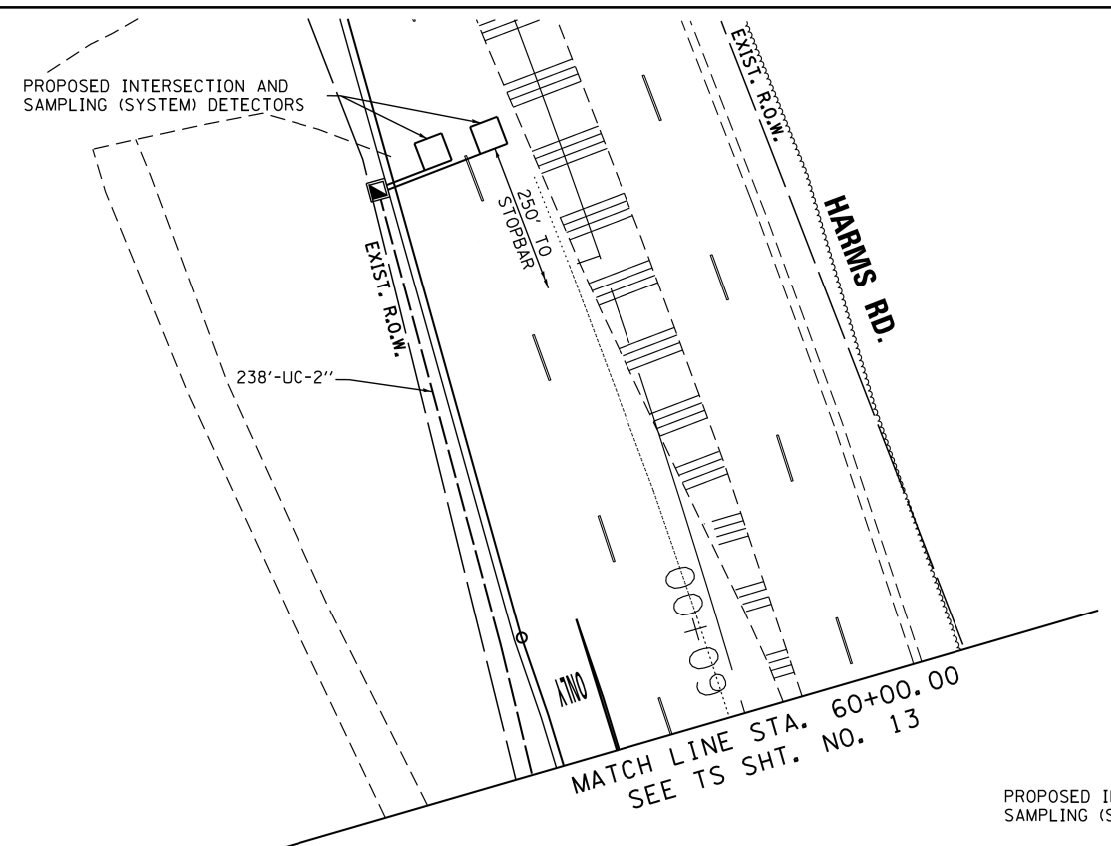 PROPOSED INTERSECTION AND
SAMPLING (SYSTEM) DETECTORS
EXIST. R.O.W.
HARMS RD.
250' TO
STOPBAR
EXIST. R.O.W.
238'-UC-2''
60+00
ONLY
MATCH LINE STA. 60+00.00
SEE TS SHT. NO. 13
PROPOSED
SAMPLING